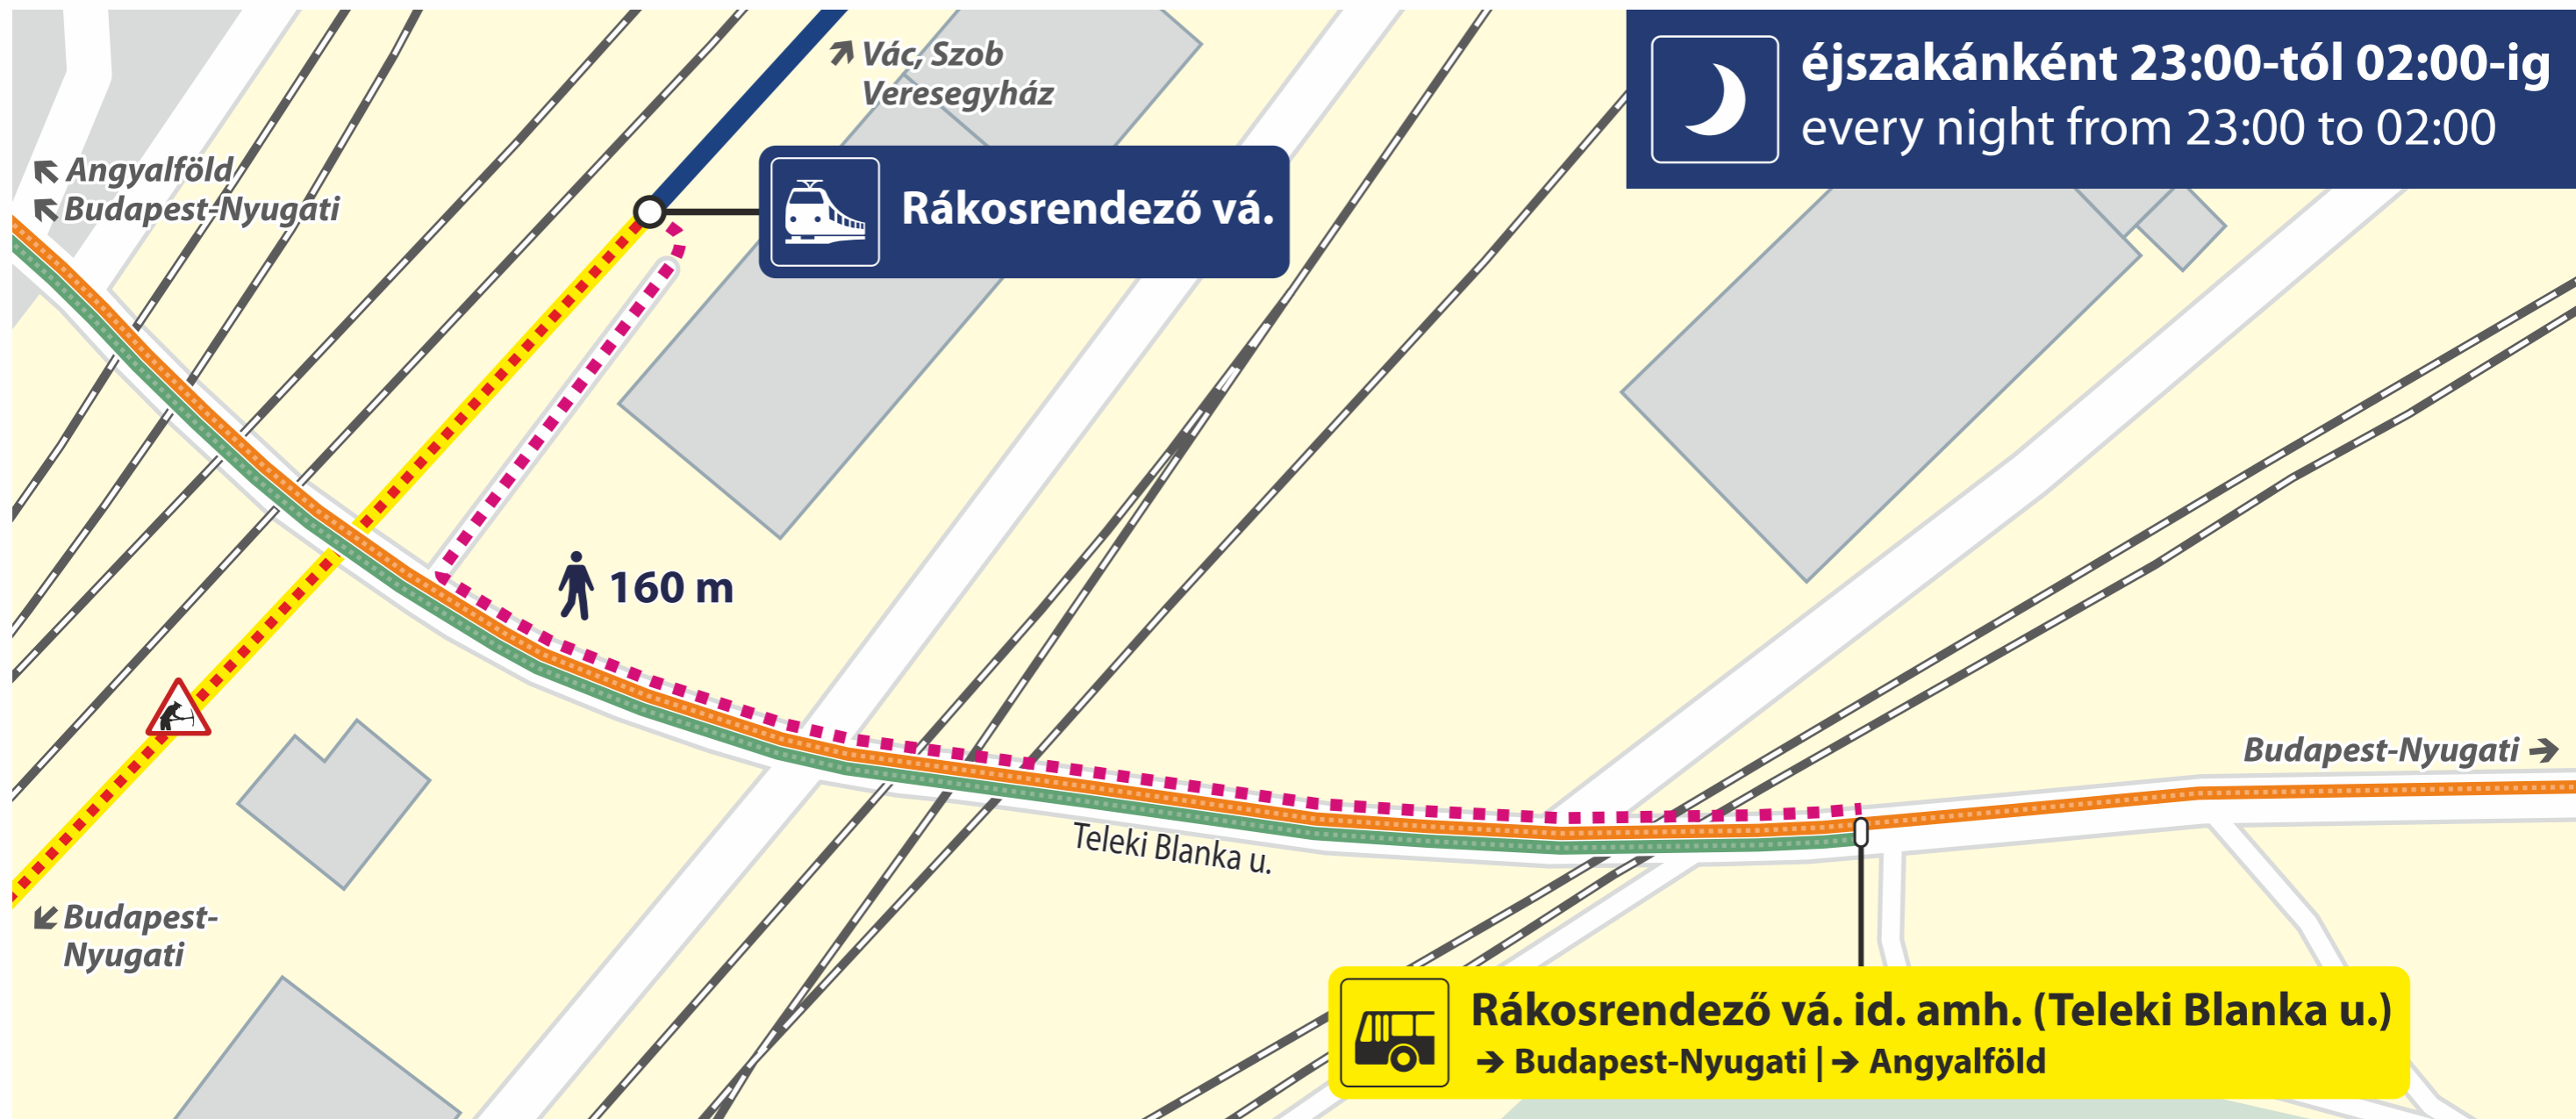 Vác, Szob
Veresegyház
éjszakánként 23:00-tól 02:00-ig
every night from 23:00 to 02:00
Angyalföld
Budapest-Nyugati
Rákosrendező vá.
160 m
Budapest-Nyugati
Teleki Blanka u.
Budapest-
Nyugati
Rákosrendező vá. id. amh. (Teleki Blanka u.)
→ Budapest-Nyugati | → Angyalföld